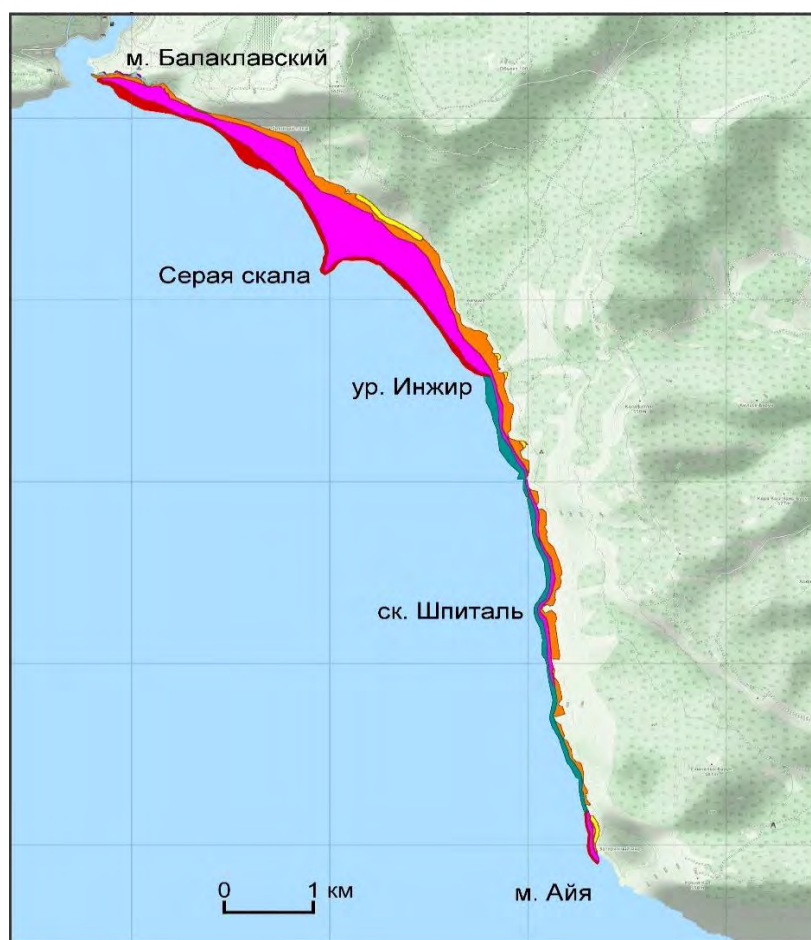 м. Балаклавский
Серая скала
ур. Инжир
ск. Шпиталь
0 1 км
м. Айя